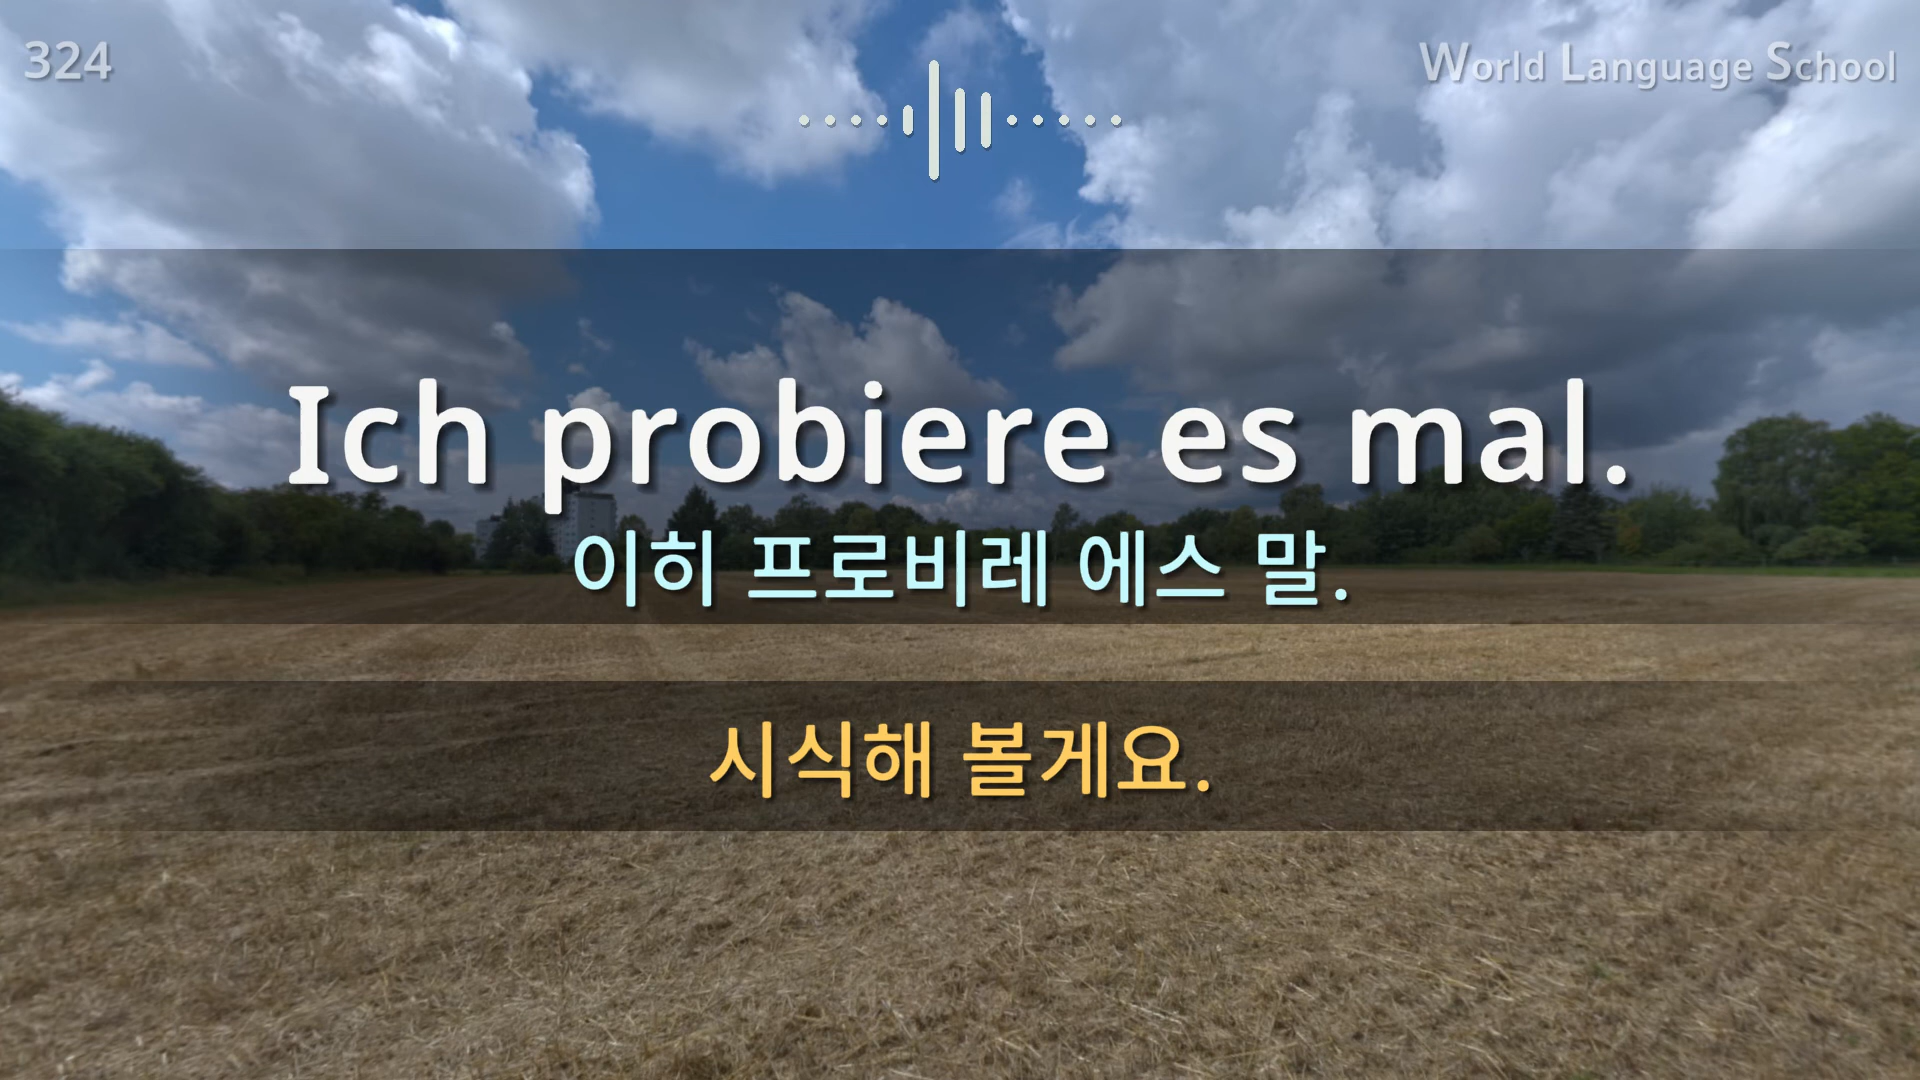 324
World Language School
Ich probiere es mal.
이히 프로비레 에스 말.
시식해 볼게요.